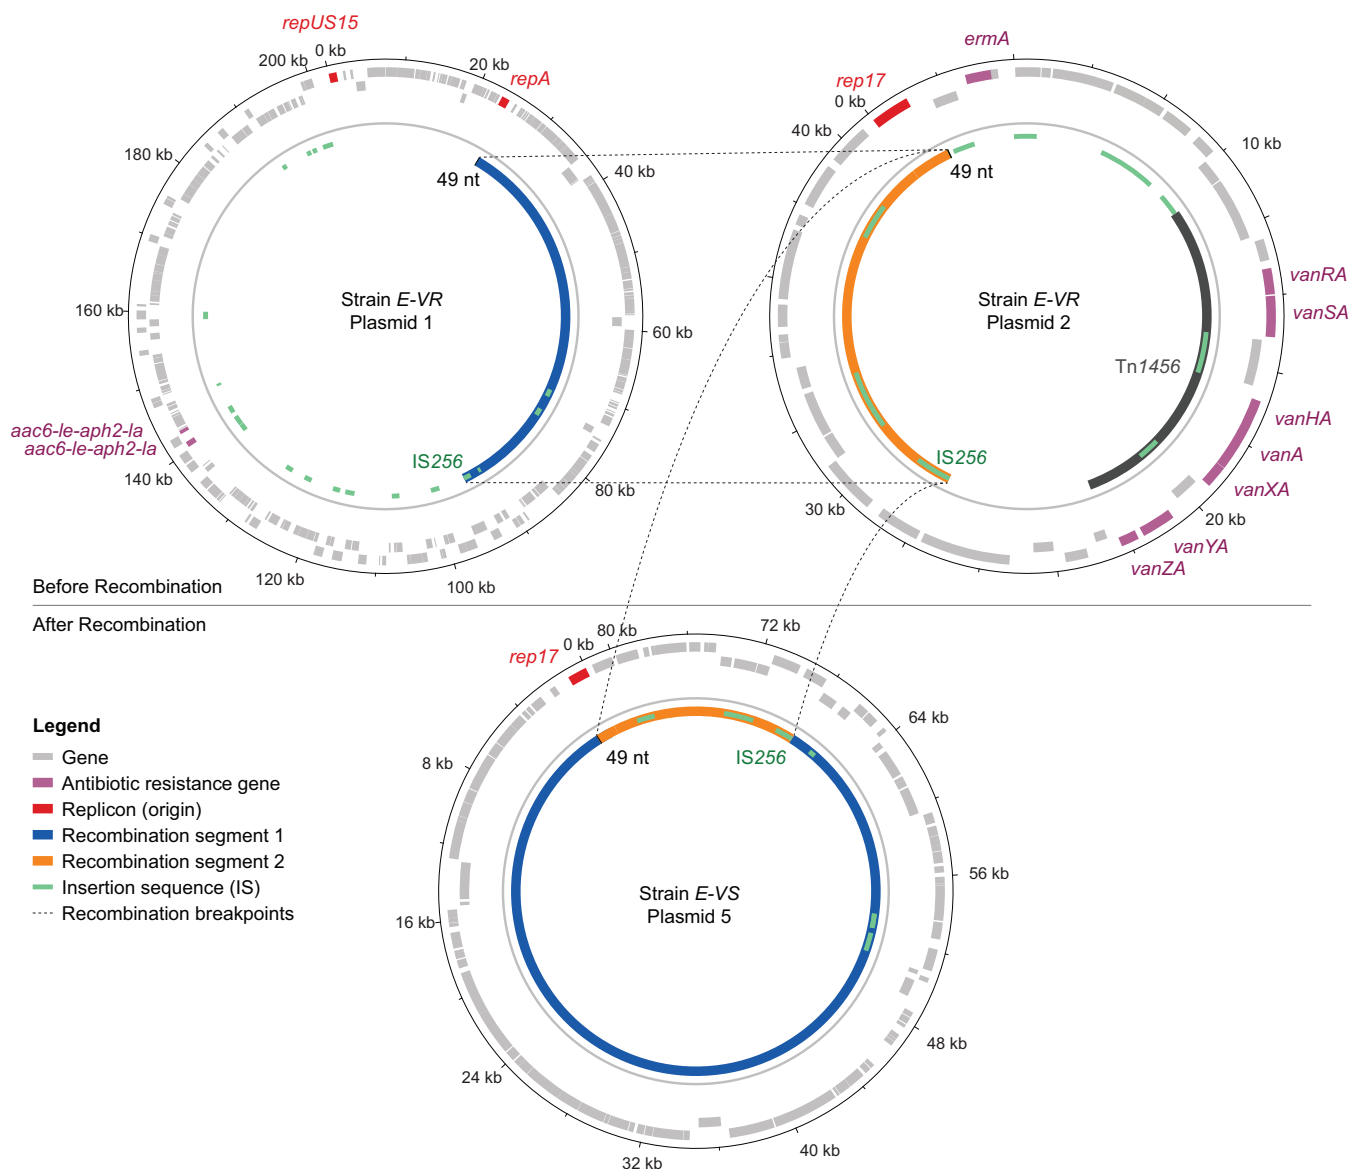 repUS15
0 kb
200 kb
20 kb
repA
180 kb
40 kb
49 nt
Strain E-VR
Plasmid 1
160 kb
60 kb
aac6-Ie-aph2-Ia
aac6-Ie-aph2-Ia
140 kb
IS256
80 kb
120 kb
100 kb
ermA
rep17
0 kb
40 kb
10 kb
49 nt
vanRA
Strain E-VR
Plasmid 2
vanSA
Tn1456
vanHA
vanA
IS256
vanXA
30 kb
20 kb
vanYA
vanZA
Before Recombination
After Recombination
72 kb
80 kb
0 kb
rep17
64 kb
49 nt
IS256
8 kb
56 kb
Strain E-VS
Plasmid 5
16 kb
48 kb
24 kb
40 kb
32 kb
Legend
Gene
Antibiotic resistance gene
Replicon (origin)
Recombination segment 1
Recombination segment 2
Insertion sequence (IS)
Recombination breakpoints